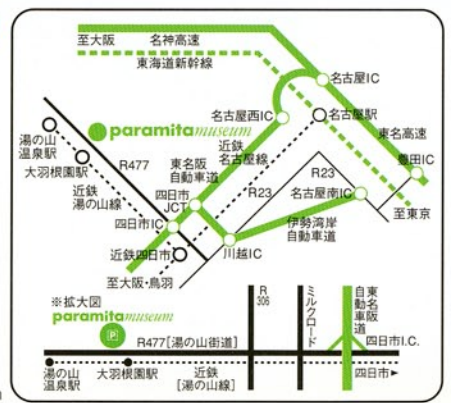 至大阪
名神高速
東海道新幹線
名古屋IC
名古屋西IC
名古屋駅
paramitamuseum
湯の山
温泉駅
大羽根園駅
R477
近鉄
湯の山線
東名阪
自動車道
近鉄
名古屋線
東名高速
豊田IC
R23
R23
名古屋南IC
四日市
JCT
四日市IC
至東京
伊勢湾岸
自動車道
近鉄四日市
川越IC
至大阪・鳥羽
※拡大図
paramitamuseum
P
R477[湯の山街道]
R
306
ミルクロード
東名阪
自動車道
四日市I.C.
湯の山
温泉駅
大羽根園駅
近鉄
[湯の山線]
四日市▶